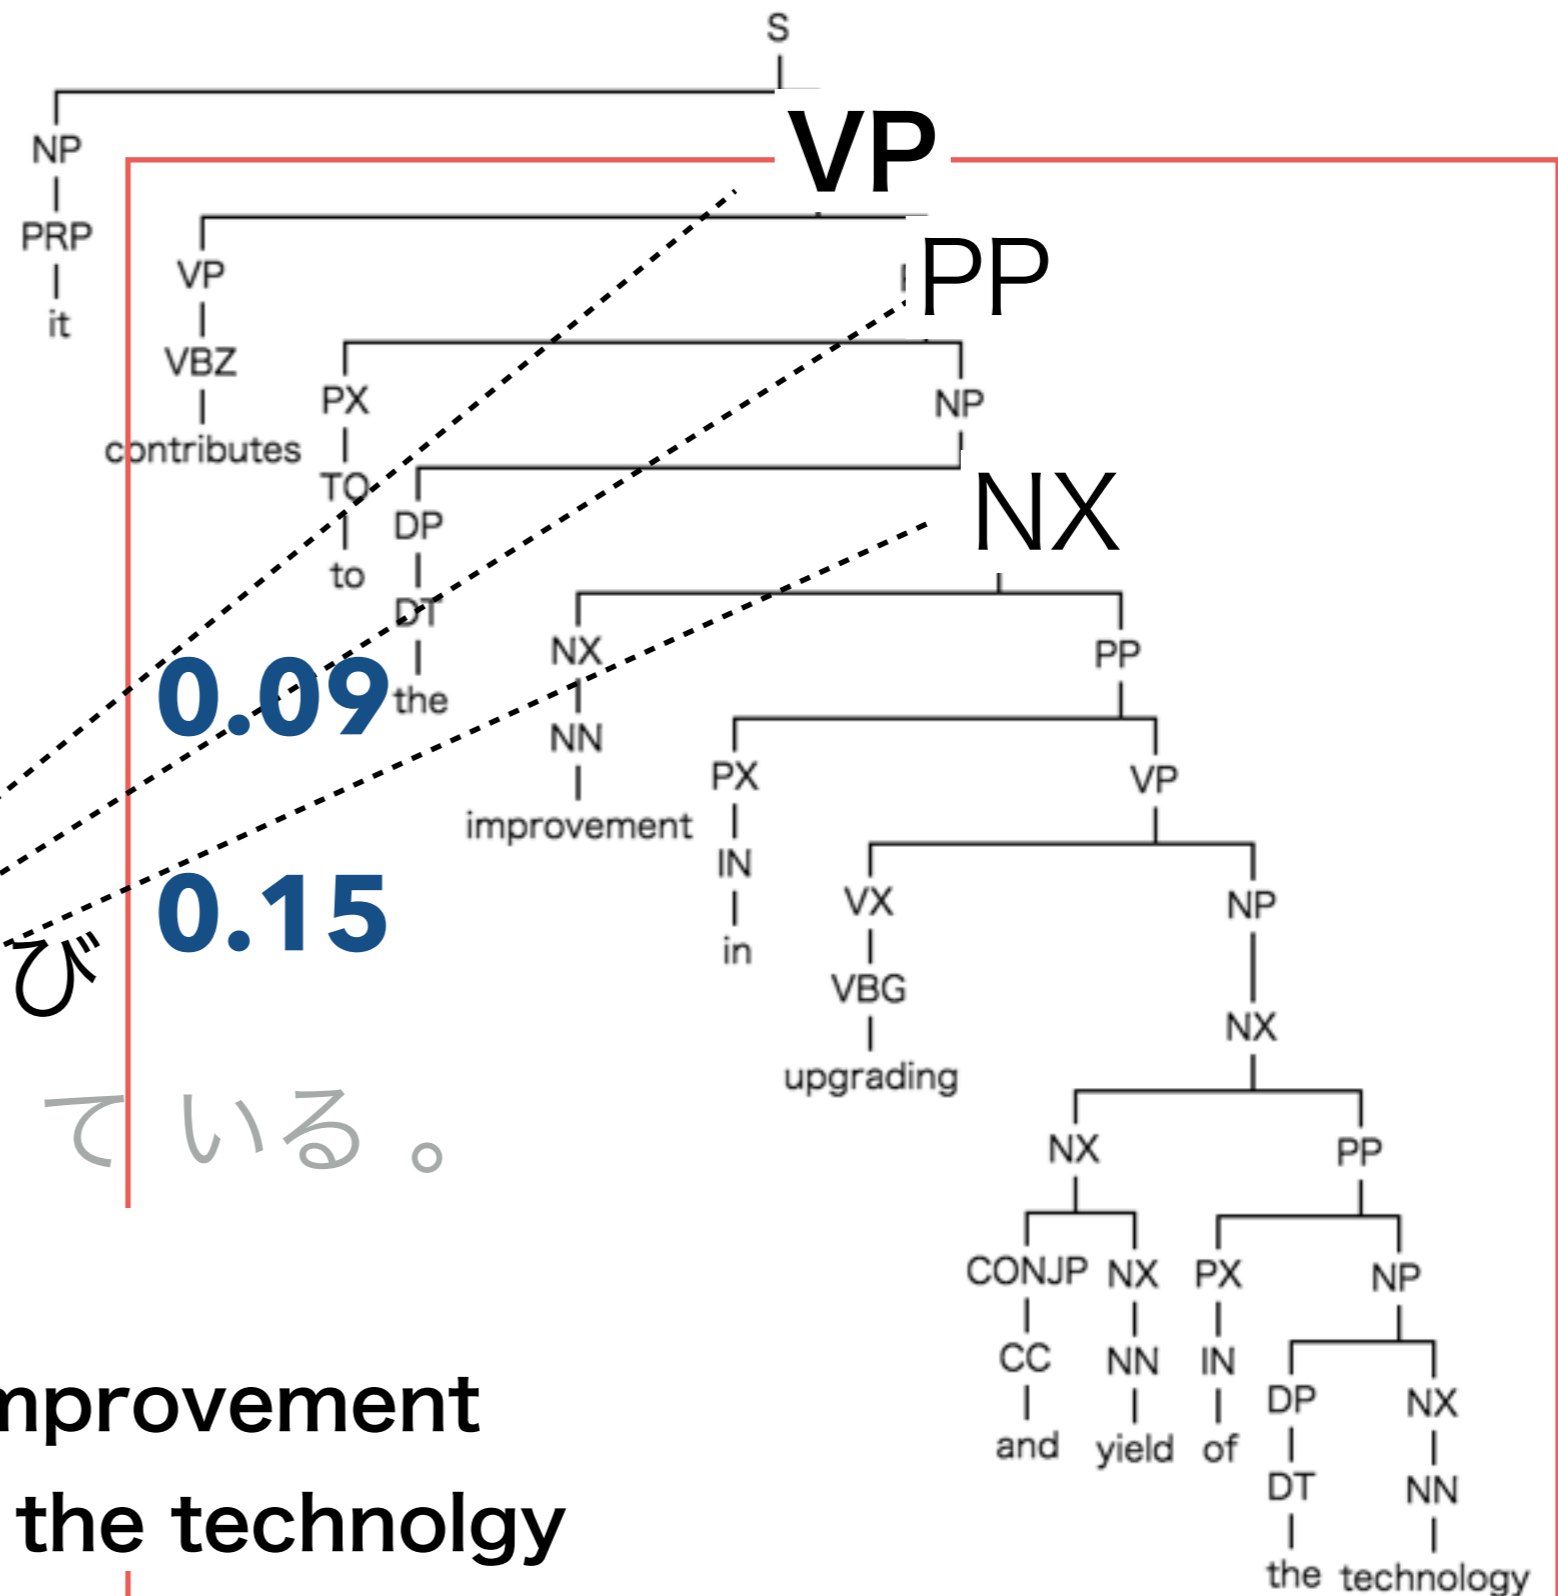 S
VP
NP
PP
PRP
VP
it
VBZ
PX
NP
contributes
TO
NX
DP
to
DT
NX
PP
0.09
the
NN
PX
VP
improvement
IN
0.15
VX
NP
び
in
VBG
NX
upgrading
て いる 。
NX
PP
CONJP NX PX NP
CC NN IN
mprovement
DP NX
and yield of
DT NN
the technolgy
the technology